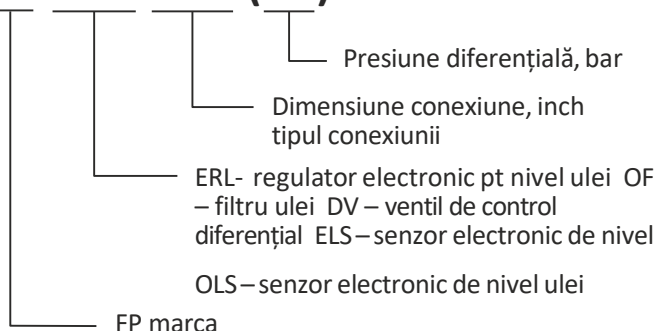 Presiune diferențială, bar
Dimensiune conexiune, inch
tipul conexiunii
ERL- regulator electronic pt nivel ulei OF
– filtru ulei DV – ventil de control
diferențial ELS – senzor electronic de nivel
OLS – senzor electronic de nivel ulei
FP marca